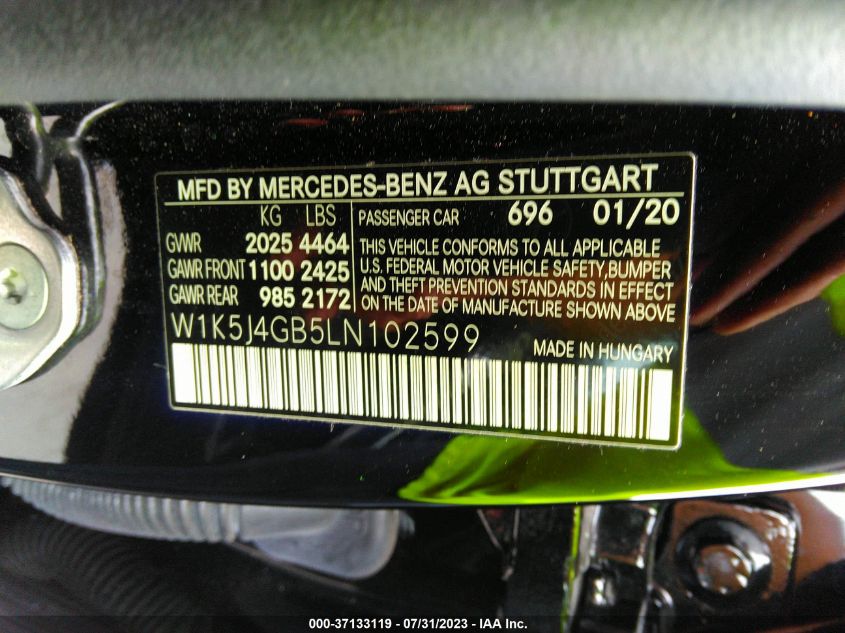 MFD BY MERCEDES-BENZ AG STUTTGART
KG LBS
GVWR 2025 4464
GAWR FRONT 1100 2425
GAWR REAR 985 2172
PASSENGER CAR 696 01/20
THIS VEHICLE CONFORMS TO ALL APPLICABLE
U.S. FEDERAL MOTOR VEHICLE SAFETY,BUMPER
AND THEFT PREVENTION STANDARDS IN EFFECT
ON THE DATE OF MANUFACTURE SHOWN ABOVE
W1K5J4GB5LN102599
MADE IN HUNGARY
000-37133119 - 07/31/2023 - IAA Inc.